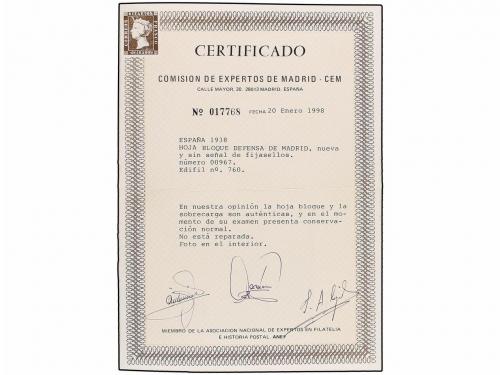 CERTIFICADO
COMISION DE EXPERTOS DE MADRID - CEM
CALLE MAYOR, 30. 28013 MADRID, ESPAÑA
Nº 017768 FECHA 20 Enero 1998
ESPAÑA 1938
HOJA BLOQUE DEFENSA DE MADRID, nueva
y sin señal de fijasellos.
número 00967.
Edifil nº. 760.
En nuestra opinión la hoja bloque y la
sobrecarga son auténticas, y en el mo-
mento de su examen presenta conserva-
ción normal.
No está reparada.
Foto en el interior.
MIEMBRO DE LA ASOCIACION NACIONAL DE EXPERTOS EN FILATELIA
E HISTORIA POSTAL ANEF